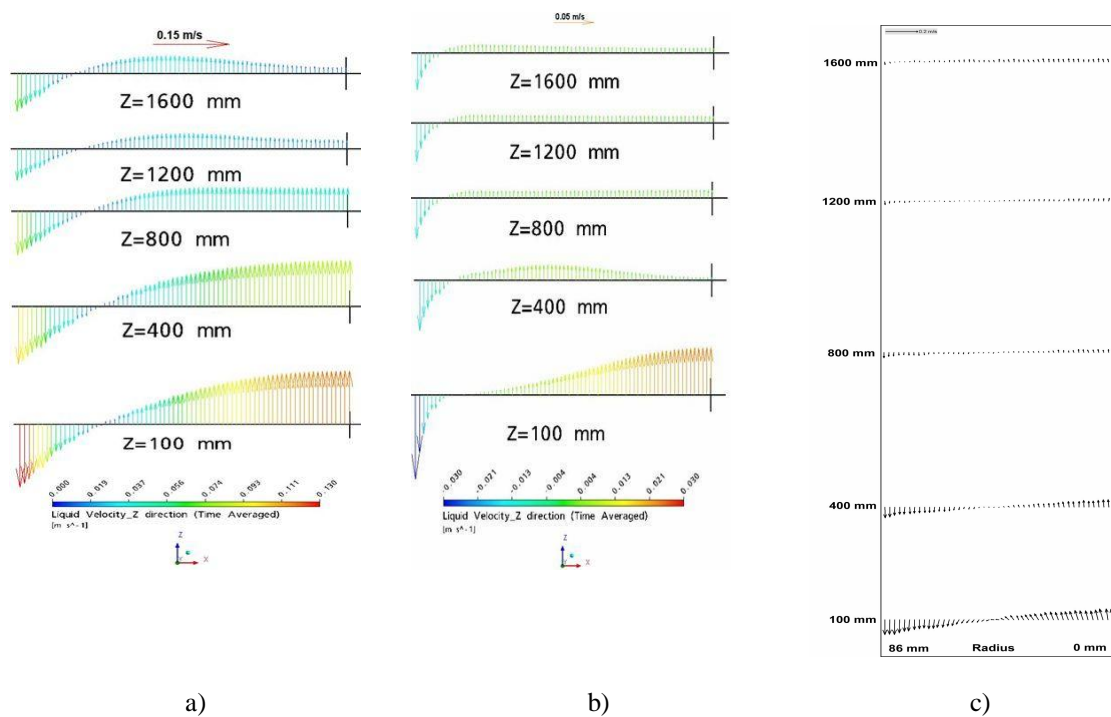 0.15 m/s
Z=1600 mm
Z=1200 mm
Z=800 mm
Z=400 mm
Z=100 mm
0.000 0.019 0.037 0.056 0.074 0.093 0.111 0.130
Liquid Velocity_Z direction (Time Averaged)
[m s^-1]
Z
Y
X
a)
0.05 m/s
Z=1600 mm
Z=1200 mm
Z=800 mm
Z=400 mm
Z=100 mm
-0.030 -0.021 -0.013 -0.004 0.004 0.013 0.021 0.030
Liquid Velocity_Z direction (Time Averaged)
[m s^-1]
Z
Y
X
b)
0.2 m/s
1600 mm
1200 mm
800 mm
400 mm
100 mm
86 mm Radius 0 mm
c)